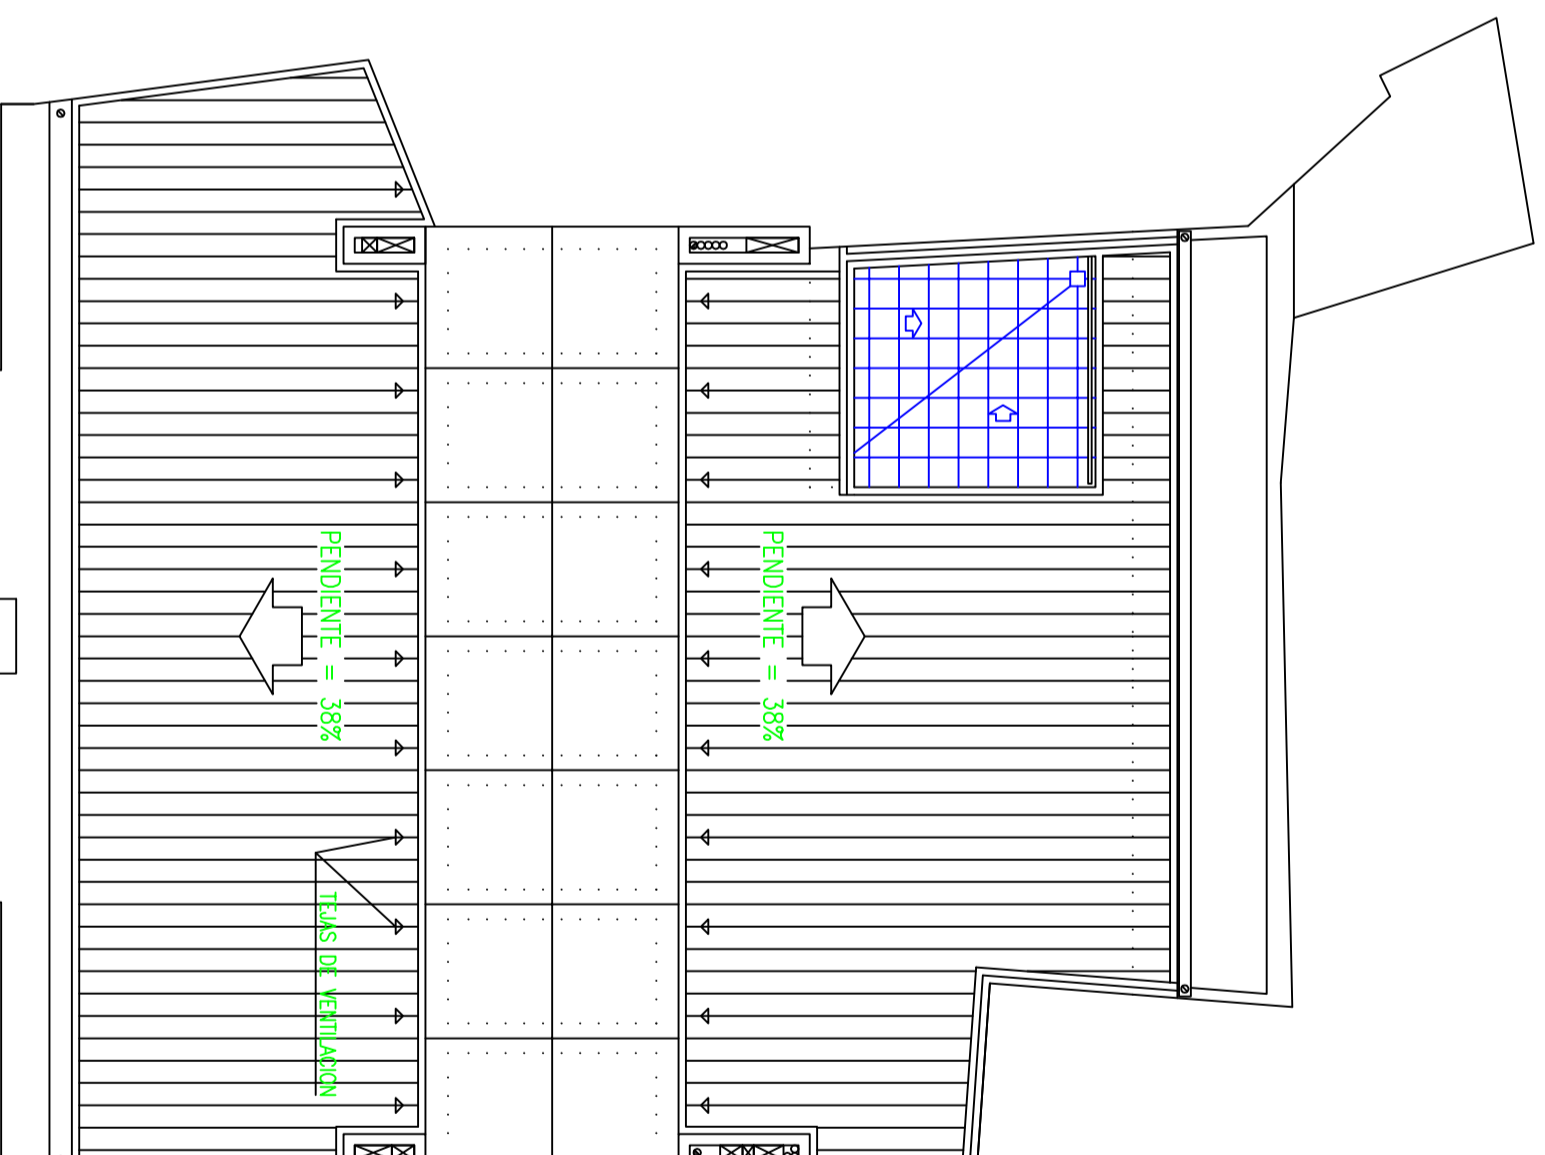 PENDIENTE = 38%
PENDIENTE = 38%
TEJAS DE VENTILACION